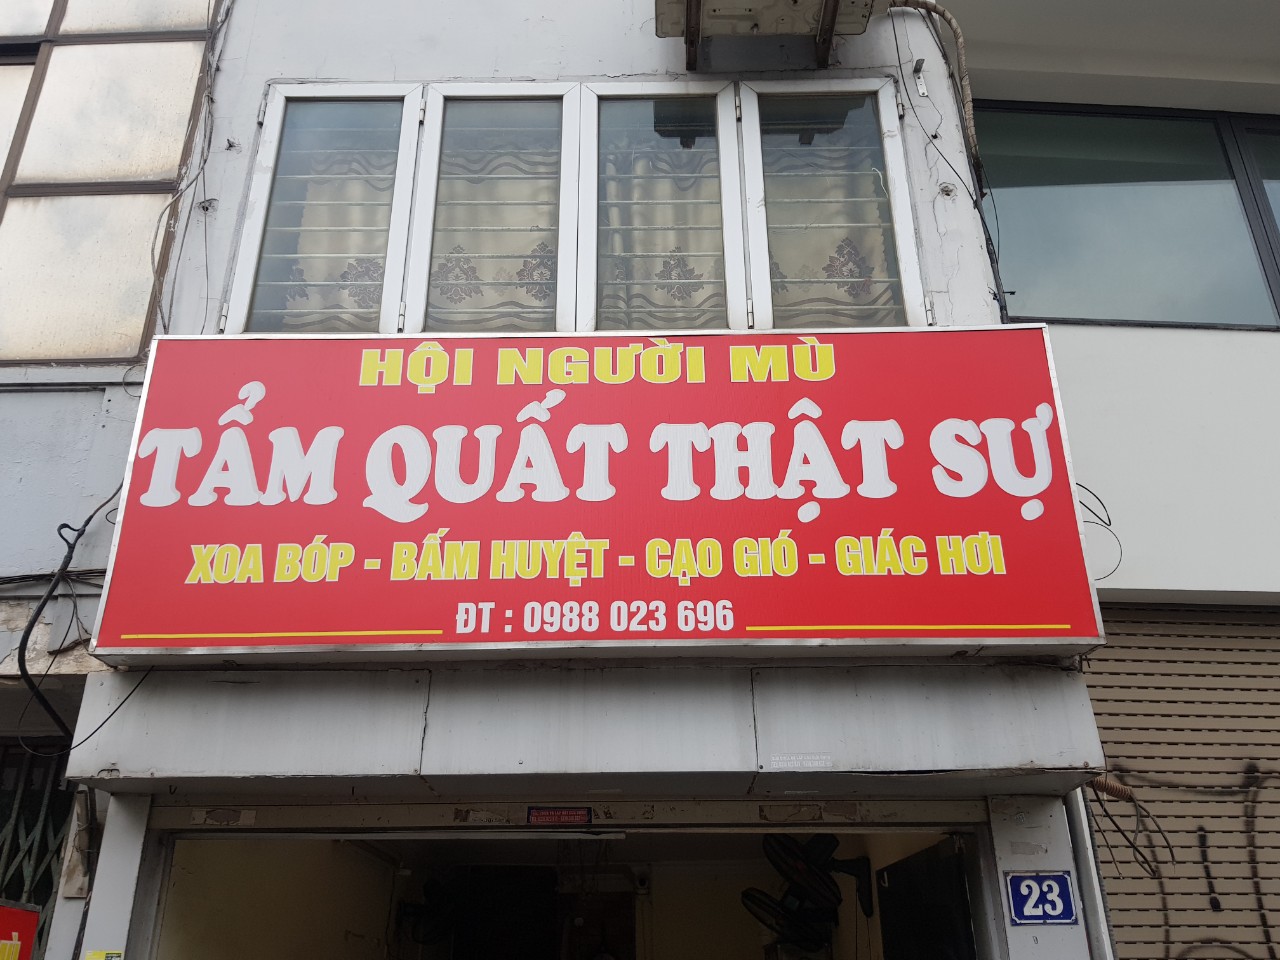 HỘI NGƯỜI MÙ
TẨM QUẤT THẬT SỰ
XOA BÓP - BẤM HUYỆT - CẠO GIÓ - GIÁC HƠI
ĐT : 0988 023 696
23